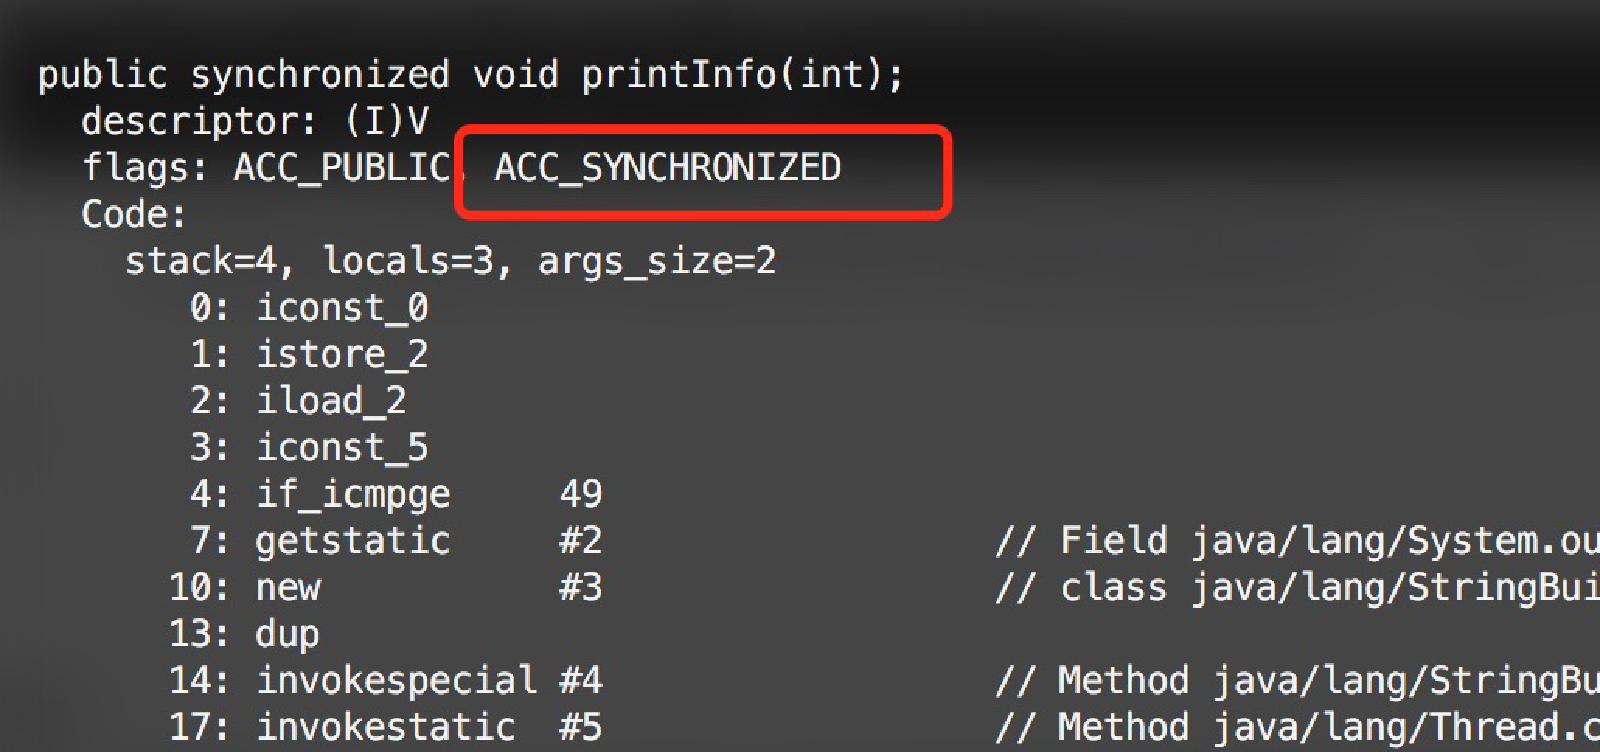 public synchronized void printInfo(int);
descriptor: (I)V
flags: ACC_PUBLIC, ACC_SYNCHRONIZED
Code:
stack=4, locals=3, args_size=2
0: iconst_0
1: istore_2
2: iload_2
3: iconst_5
4: if_icmpge 49
7: getstatic #2 // Field java/lang/System.ou
10: new #3 // class java/lang/StringBui
13: dup
14: invokespecial #4 // Method java/lang/StringBu
17: invokestatic #5 // Method java/lang/Thread.c